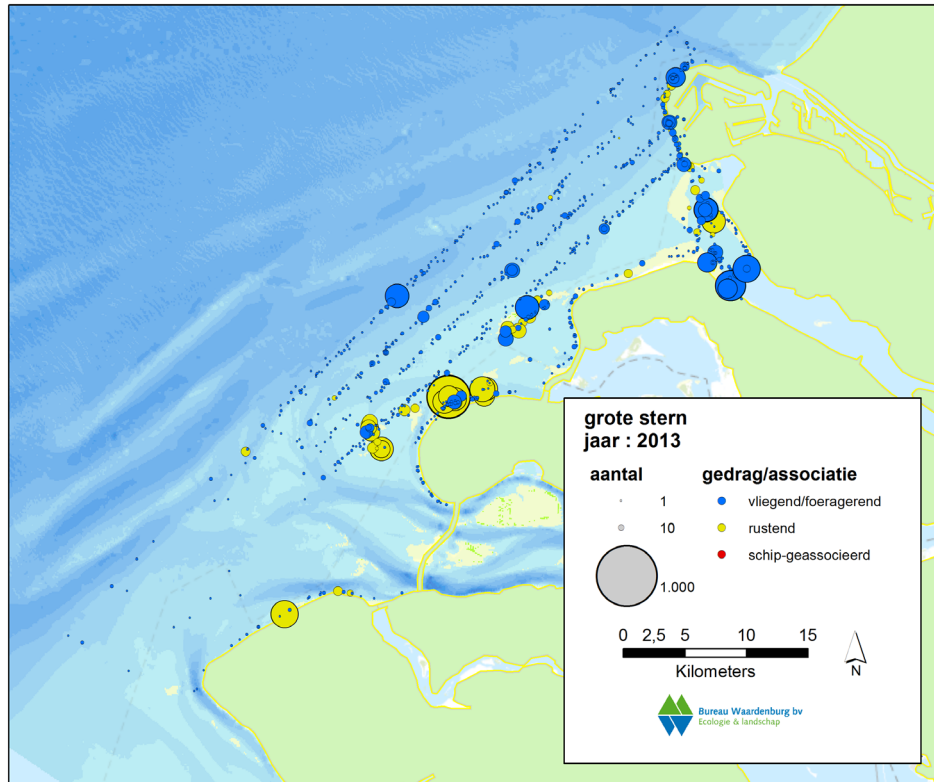 grote stern
jaar : 2013
aantal
1
10
1.000
gedrag/associatie
vliegend/foeragerend
rustend
schip-geassocieerd
0 2,5 5 10 15
Kilometers
N
Bureau Waardenburg bv
Ecologie & landschap